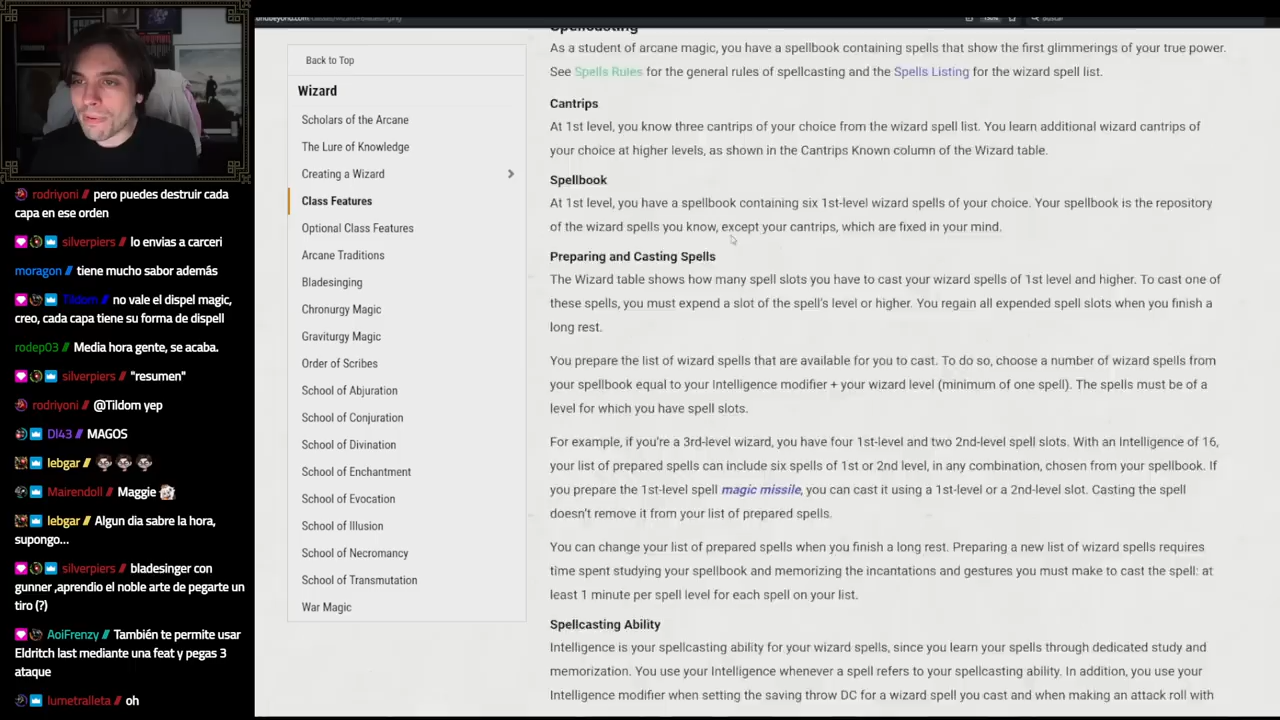 rodriyoni // pero puedes destruir cada
capa en ese orden
silverpiers // lo envias a carceri
moragon // tiene mucho sabor además
Tildom // no vale el dispel magic,
creo, cada capa tiene su forma de dispell
rodep03 // Media hora gente, se acaba.
silverpiers // "resumen"
rodriyoni // @Tildom yep
Dl43 // MAGOS
lebgar //
Mairendoll // Maggie
lebgar // Algun dia sabre la hora,
supongo...
silverpiers // bladesinger con
gunner ,aprendio el noble arte de pegarte un
tiro (?)
AoiFrenzy // También te permite usar
Eldritch last mediante una feat y pegas 3
ataque
lumetralleta // oh
Back to Top
Wizard
Scholars of the Arcane
The Lure of Knowledge
Creating a Wizard
Class Features
Optional Class Features
Arcane Traditions
Bladesinging
Chronurgy Magic
Graviturgy Magic
Order of Scribes
School of Abjuration
School of Conjuration
School of Divination
School of Enchantment
School of Evocation
School of Illusion
School of Necromancy
School of Transmutation
War Magic
Spellcasting
As a student of arcane magic, you have a spellbook containing spells that show the first glimmerings of your true power.
See Spells Rules for the general rules of spellcasting and the Spells Listing for the wizard spell list.
Cantrips
At 1st level, you know three cantrips of your choice from the wizard spell list. You learn additional wizard cantrips of
your choice at higher levels, as shown in the Cantrips Known column of the Wizard table.
Spellbook
At 1st level, you have a spellbook containing six 1st-level wizard spells of your choice. Your spellbook is the repository
of the wizard spells you know, except your cantrips, which are fixed in your mind.
Preparing and Casting Spells
The Wizard table shows how many spell slots you have to cast your wizard spells of 1st level and higher. To cast one of
these spells, you must expend a slot of the spell's level or higher. You regain all expended spell slots when you finish a
long rest.
You prepare the list of wizard spells that are available for you to cast. To do so, choose a number of wizard spells from
your spellbook equal to your Intelligence modifier + your wizard level (minimum of one spell). The spells must be of a
level for which you have spell slots.
For example, if you're a 3rd-level wizard, you have four 1st-level and two 2nd-level spell slots. With an Intelligence of 16,
your list of prepared spells can include six spells of 1st or 2nd level, in any combination, chosen from your spellbook. If
you prepare the 1st-level spell magic missile, you can cast it using a 1st-level or a 2nd-level slot. Casting the spell
doesn't remove it from your list of prepared spells.
You can change your list of prepared spells when you finish a long rest. Preparing a new list of wizard spells requires
time spent studying your spellbook and memorizing the incantations and gestures you must make to cast the spell: at
least 1 minute per spell level for each spell on your list.
Spellcasting Ability
Intelligence is your spellcasting ability for your wizard spells, since you learn your spells through dedicated study and
memorization. You use your Intelligence whenever a spell refers to your spellcasting ability. In addition, you use your
Intelligence modifier when setting the saving throw DC for a wizard spell you cast and when making an attack roll with